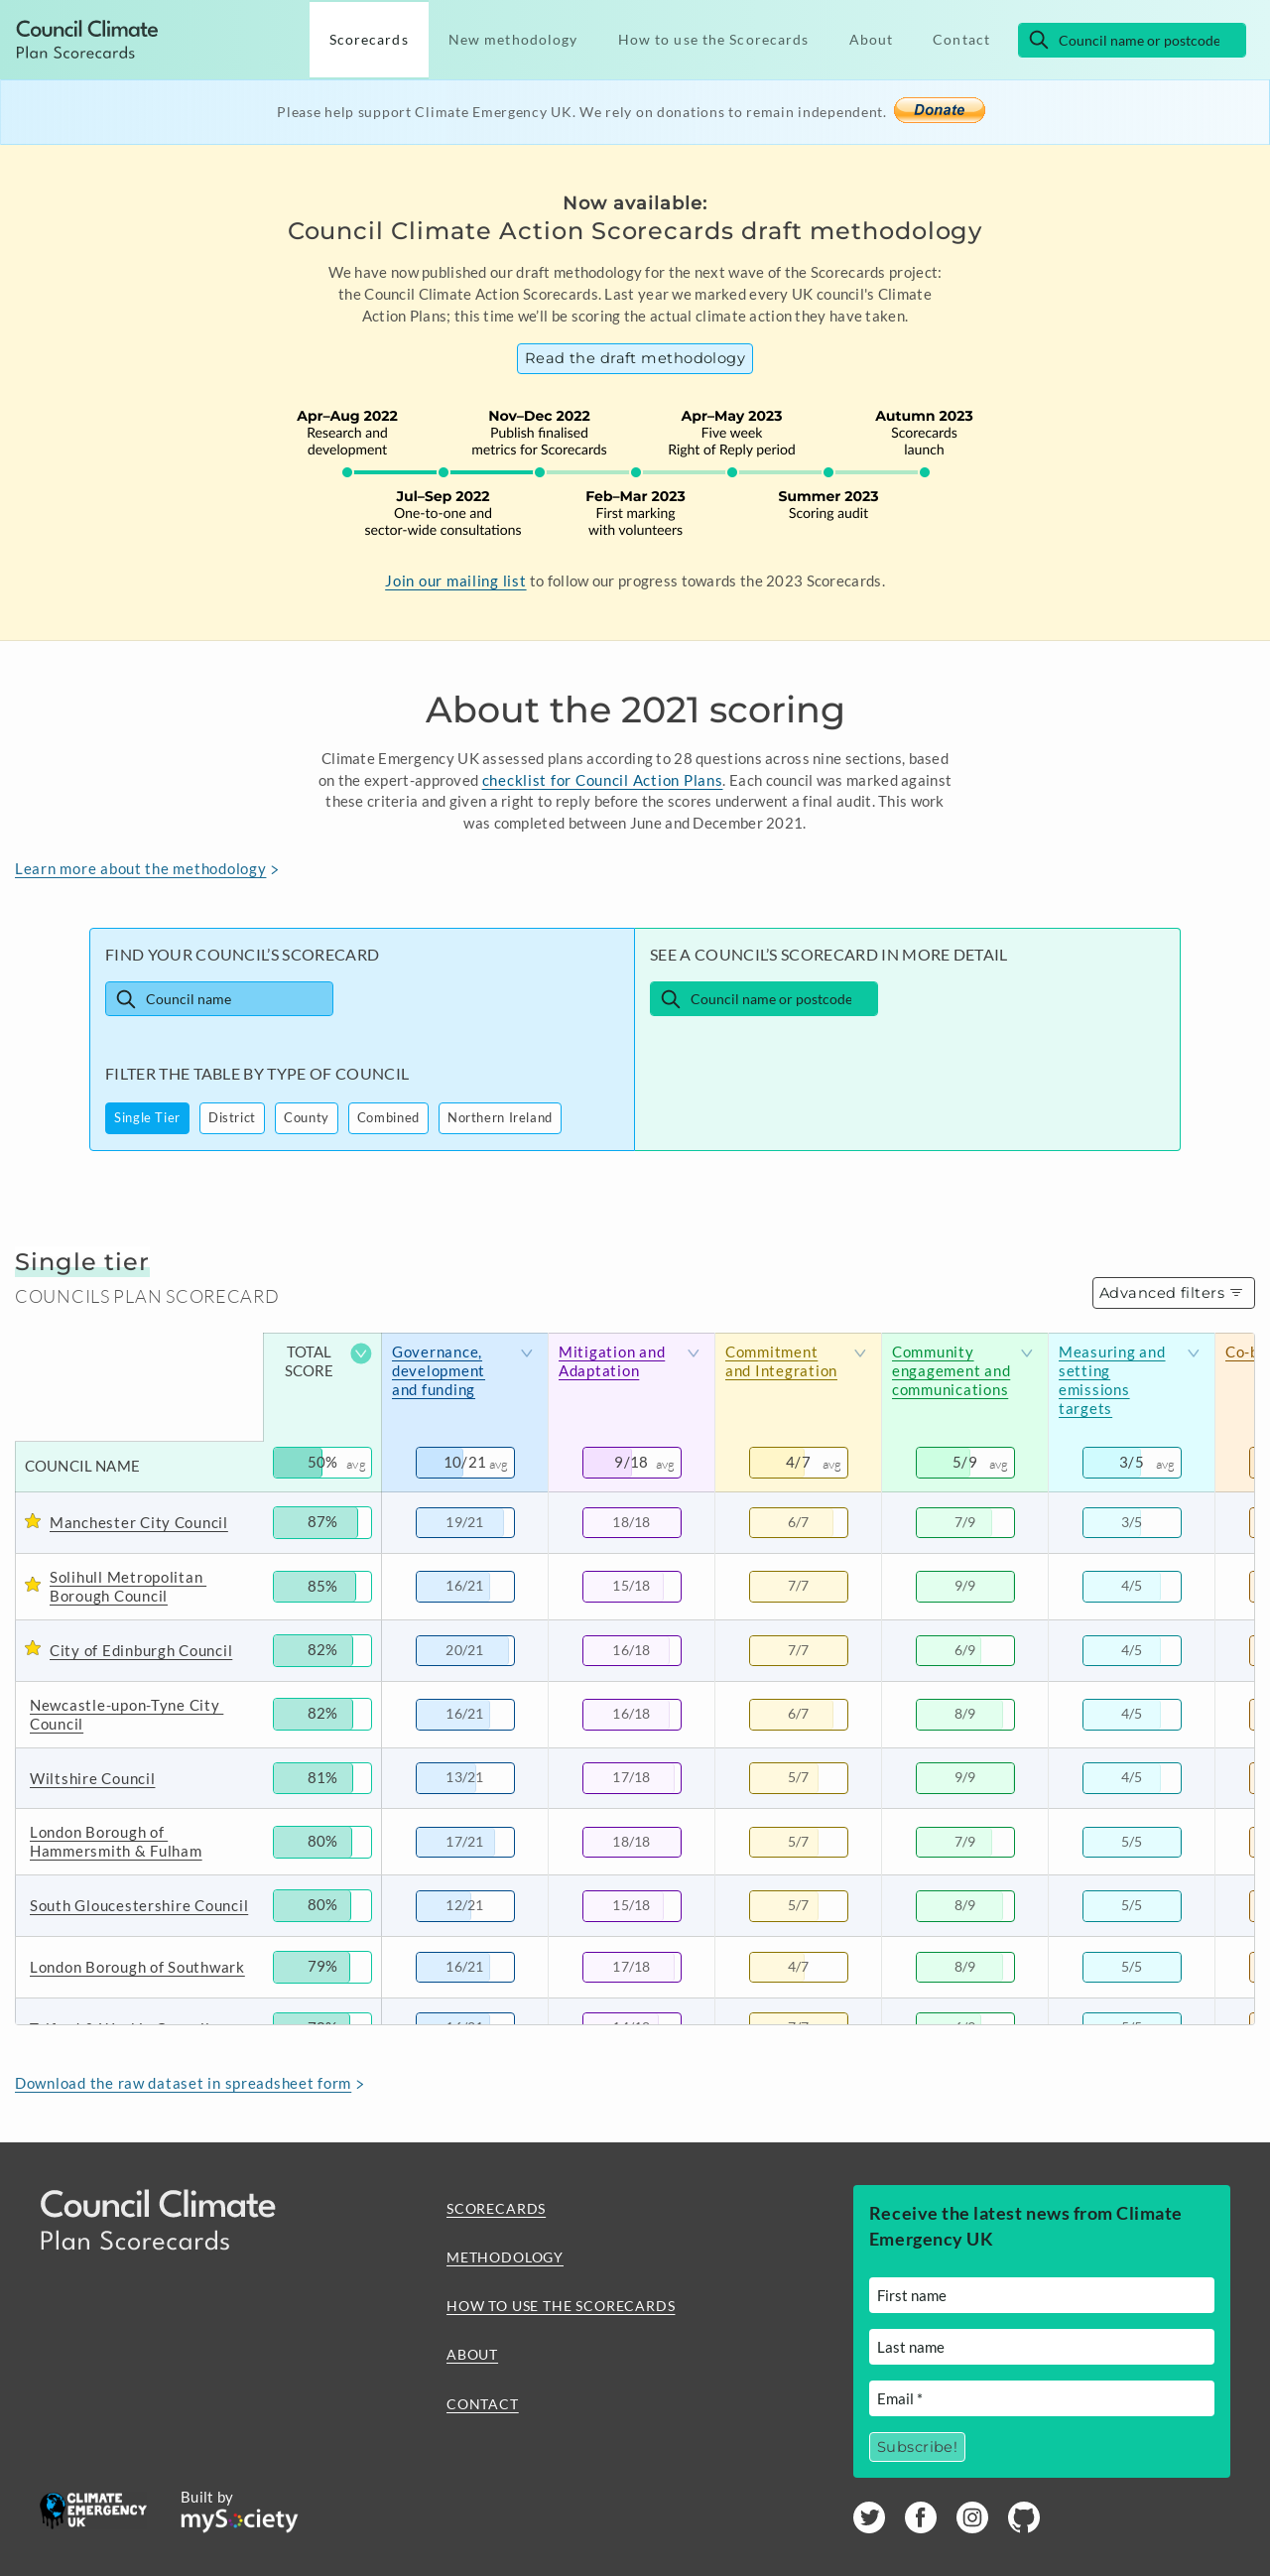 Council Climate
Plan Scorecards
Scorecards
New methodology
How to use the Scorecards
About
Contact
Council name or postcode
Please help support Climate Emergency UK. We rely on donations to remain independent.
Donate
Now available:
Council Climate Action Scorecards draft methodology
We have now published our draft methodology for the next wave of the Scorecards project:
the Council Climate Action Scorecards. Last year we marked every UK council's Climate
Action Plans; this time we'll be scoring the actual climate action they have taken.
Read the draft methodology
Apr–Aug 2022
Research and
development
Nov–Dec 2022
Publish finalised
metrics for Scorecards
Apr–May 2023
Five week
Right of Reply period
Autumn 2023
Scorecards
launch
Jul–Sep 2022
One-to-one and
sector-wide consultations
Feb–Mar 2023
First marking
with volunteers
Summer 2023
Scoring audit
Join our mailing list to follow our progress towards the 2023 Scorecards.
About the 2021 scoring
Climate Emergency UK assessed plans according to 28 questions across nine sections, based
on the expert-approved checklist for Council Action Plans. Each council was marked against
these criteria and given a right to reply before the scores underwent a final audit. This work
was completed between June and December 2021.
Learn more about the methodology >
FIND YOUR COUNCIL’S SCORECARD
Council name
FILTER THE TABLE BY TYPE OF COUNCIL
Single Tier
District
County
Combined
Northern Ireland
SEE A COUNCIL’S SCORECARD IN MORE DETAIL
Council name or postcode
Single tier
COUNCILS PLAN SCORECARD
Advanced filters
TOTAL
SCORE
Governance,
development
and funding
Mitigation and
Adaptation
Commitment
and Integration
Community
engagement and
communications
Measuring and
setting
emissions
targets
COUNCIL NAME
50% avg
10/21 avg
9/18 avg
4/7 avg
5/9 avg
3/5 avg
Manchester City Council 87% 19/21 18/18 6/7 7/9 3/5
Solihull Metropolitan
Borough Council 85% 16/21 15/18 7/7 9/9 4/5
City of Edinburgh Council 82% 20/21 16/18 7/7 6/9 4/5
Newcastle-upon-Tyne City
Council 82% 16/21 16/18 6/7 8/9 4/5
Wiltshire Council 81% 13/21 17/18 5/7 9/9 4/5
London Borough of
Hammersmith & Fulham 80% 17/21 18/18 5/7 7/9 5/5
South Gloucestershire Council 80% 12/21 15/18 5/7 8/9 5/5
London Borough of Southwark 79% 16/21 17/18 4/7 8/9 5/5
Download the raw dataset in spreadsheet form >
Council Climate
Plan Scorecards
SCORECARDS
METHODOLOGY
HOW TO USE THE SCORECARDS
ABOUT
CONTACT
Receive the latest news from Climate
Emergency UK
First name
Last name
Email *
Subscribe!
CLIMATE
EMERGENCY
UK
Built by
mySociety